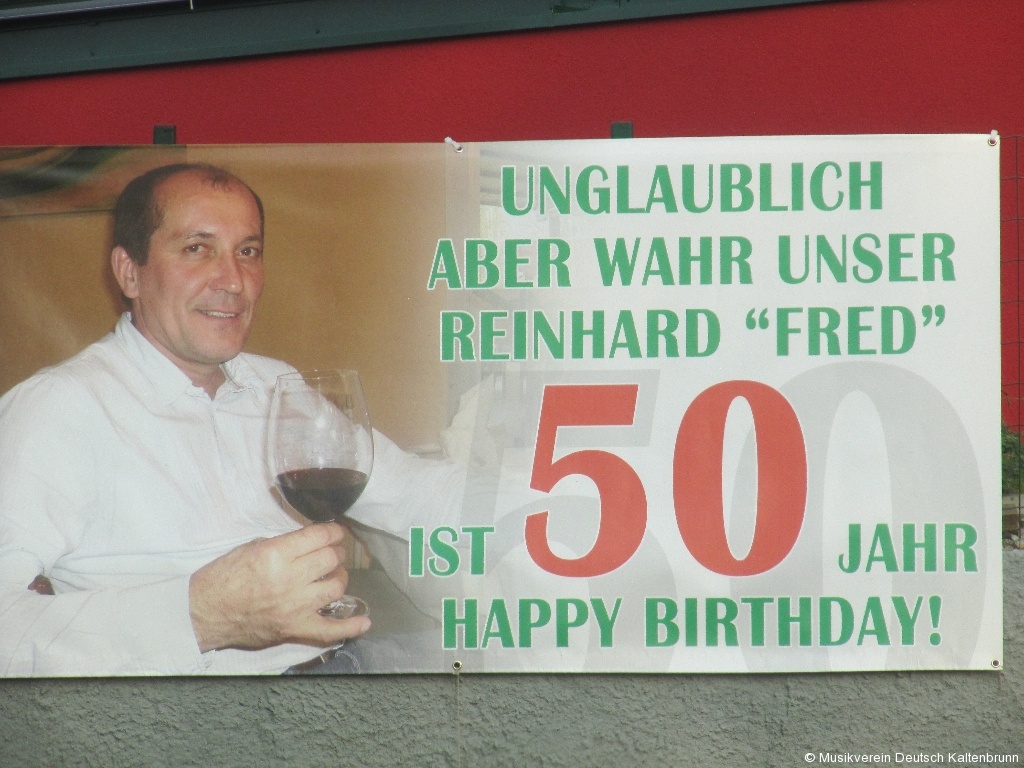 UNGLAUBLICH
ABER WAHR UNSER
REINHARD “FRED”
IST 50 JAHR
HAPPY BIRTHDAY!
© Musikverein Deutsch Kaltenbrunn